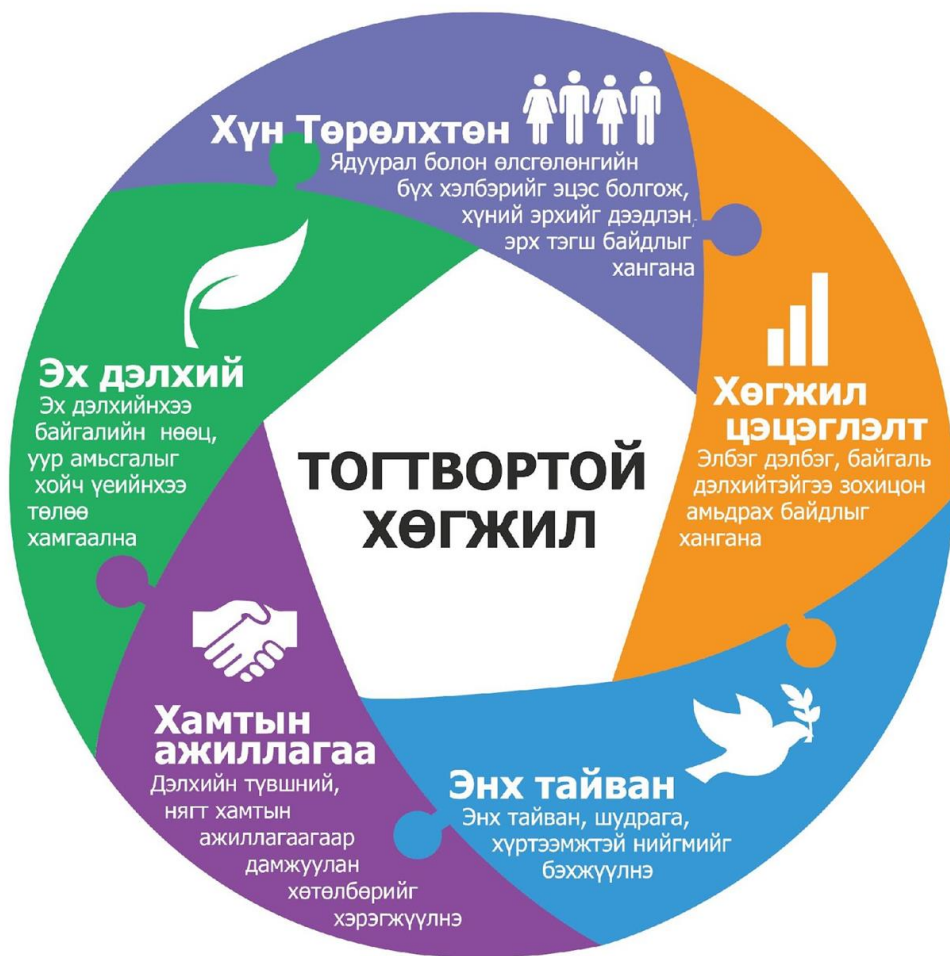 Хүн Төрөлхтөн
Ядуурал болон өлсгөлөнгийн
бүх хэлбэрийг эцэс болгож,
хүний эрхийг дээдлэн,
эрх тэгш байдлыг
хангана
Хөгжил
цэцэглэлт
Элбэг дэлбэг, байгаль
дэлхийтэйгээ зохицон
амьдрах байдлыг
хангана
Энх тайван
Энх тайван, шудрага,
хүртээмжтэй нийгмийг
бэхжүүлнэ
Хамтын
ажиллагаа
Дэлхийн түвшний,
нягт хамтын
ажиллагаагаар
дамжуулан
хөтөлбөрийг
хэрэгжүүлнэ
Эх дэлхий
Эх дэлхийнхээ
байгалийн нөөц,
уур амьсгалыг
хойч үеийнхээ
төлөө
хамгаална
ТОГТВОРТОЙ
ХӨГЖИЛ